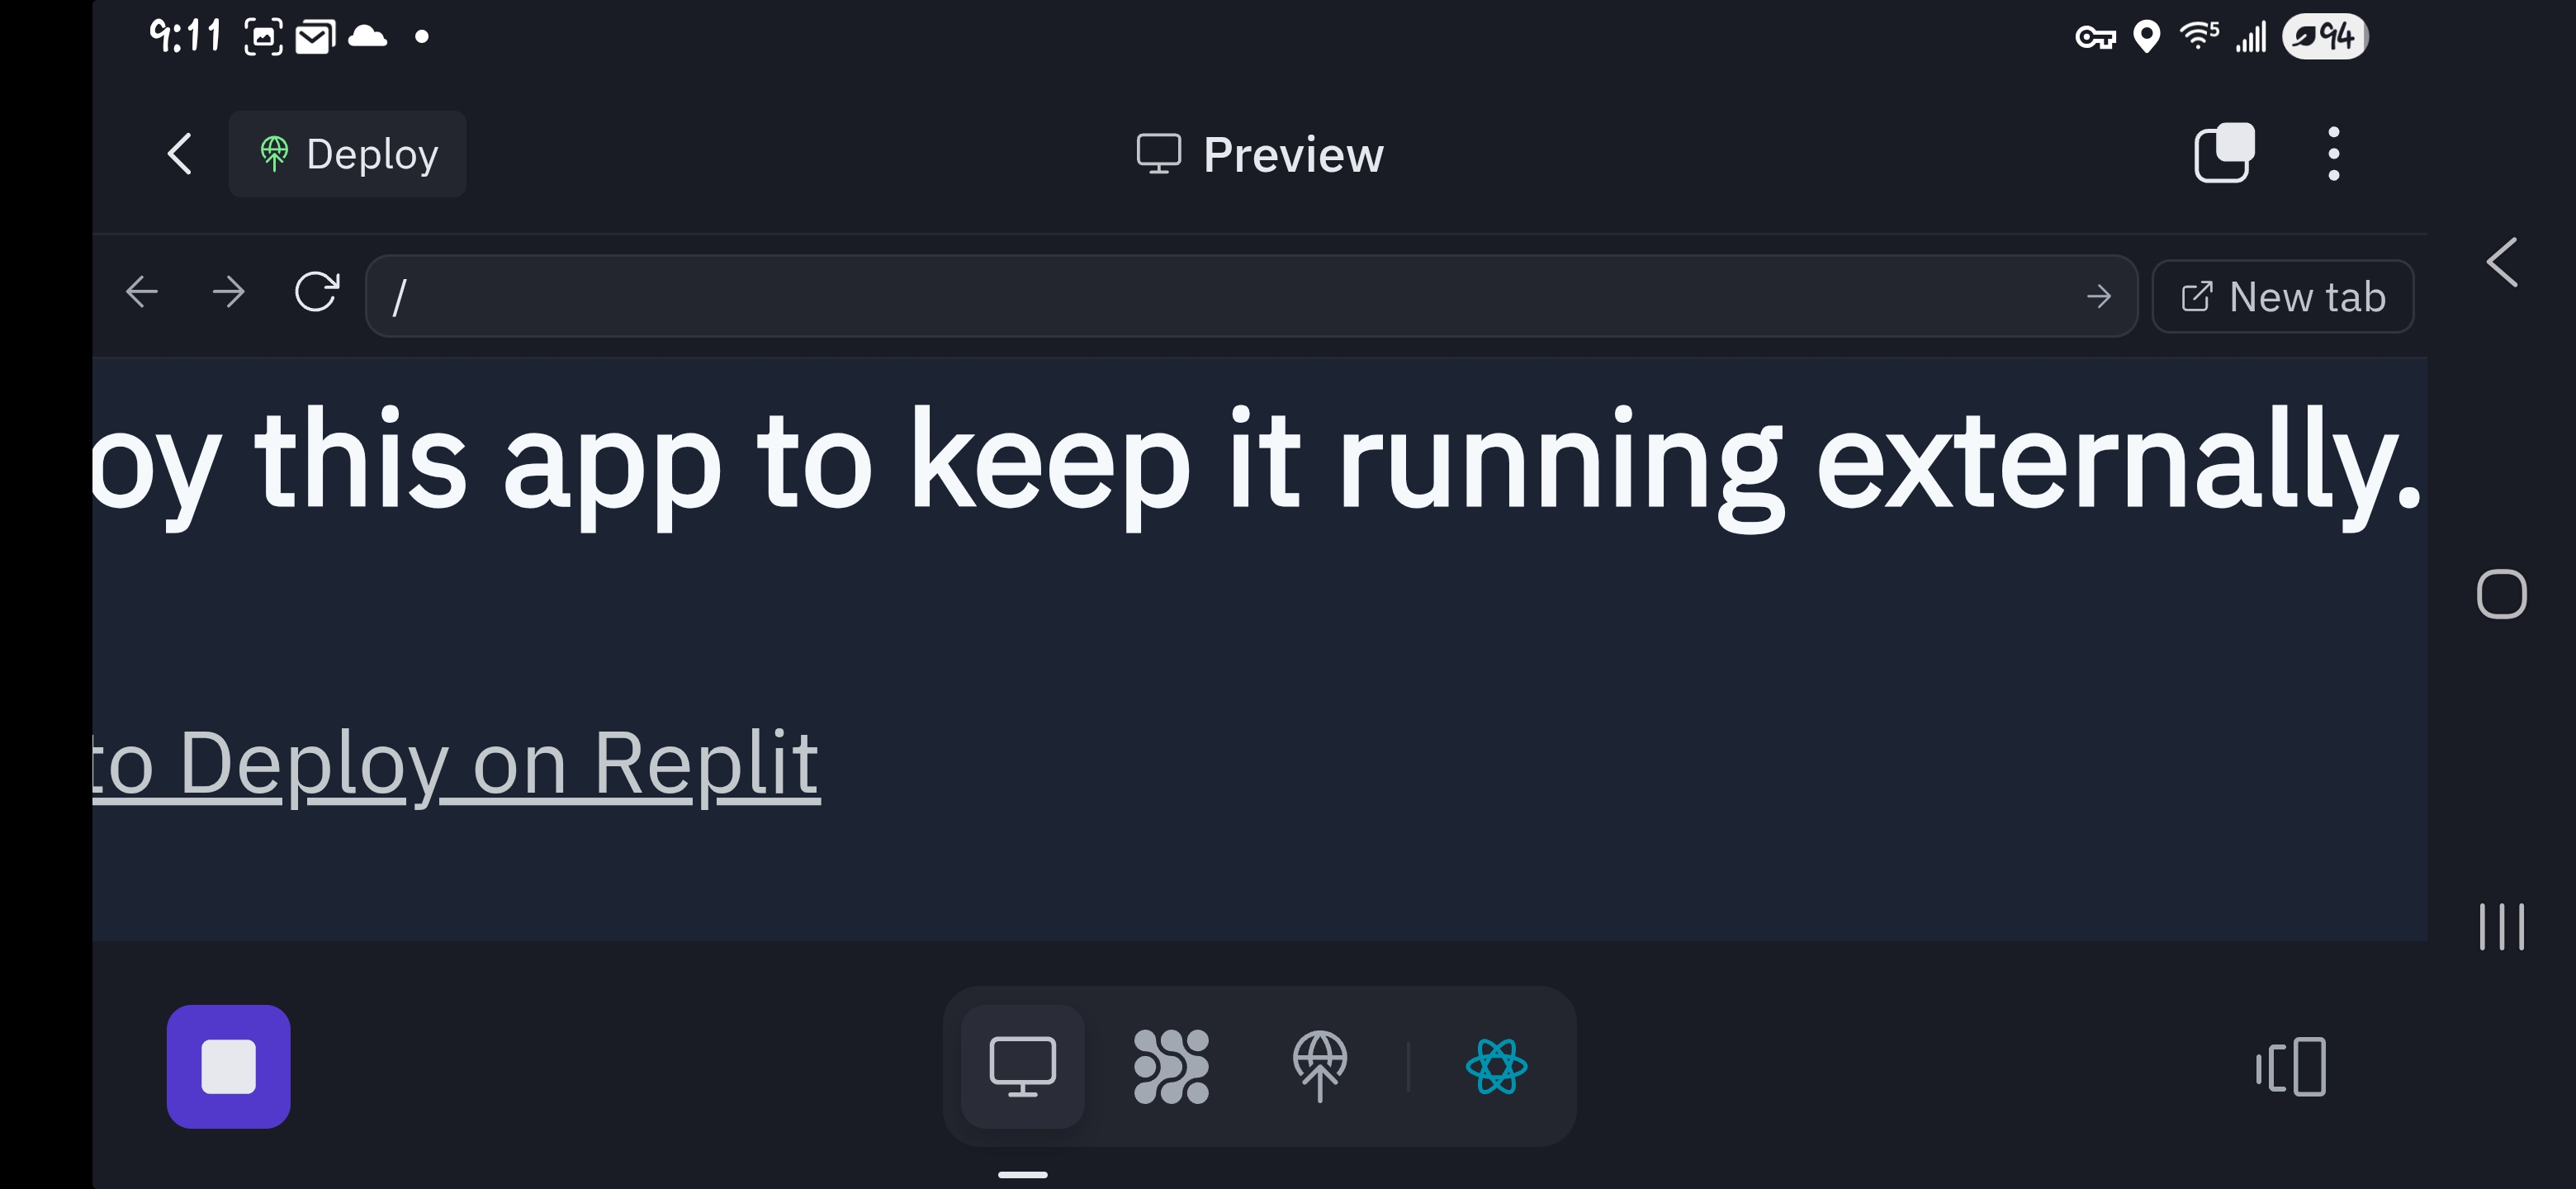 9:11
5
94
Deploy
Preview
/
New tab
oy this app to keep it running externally.
to Deploy on Replit